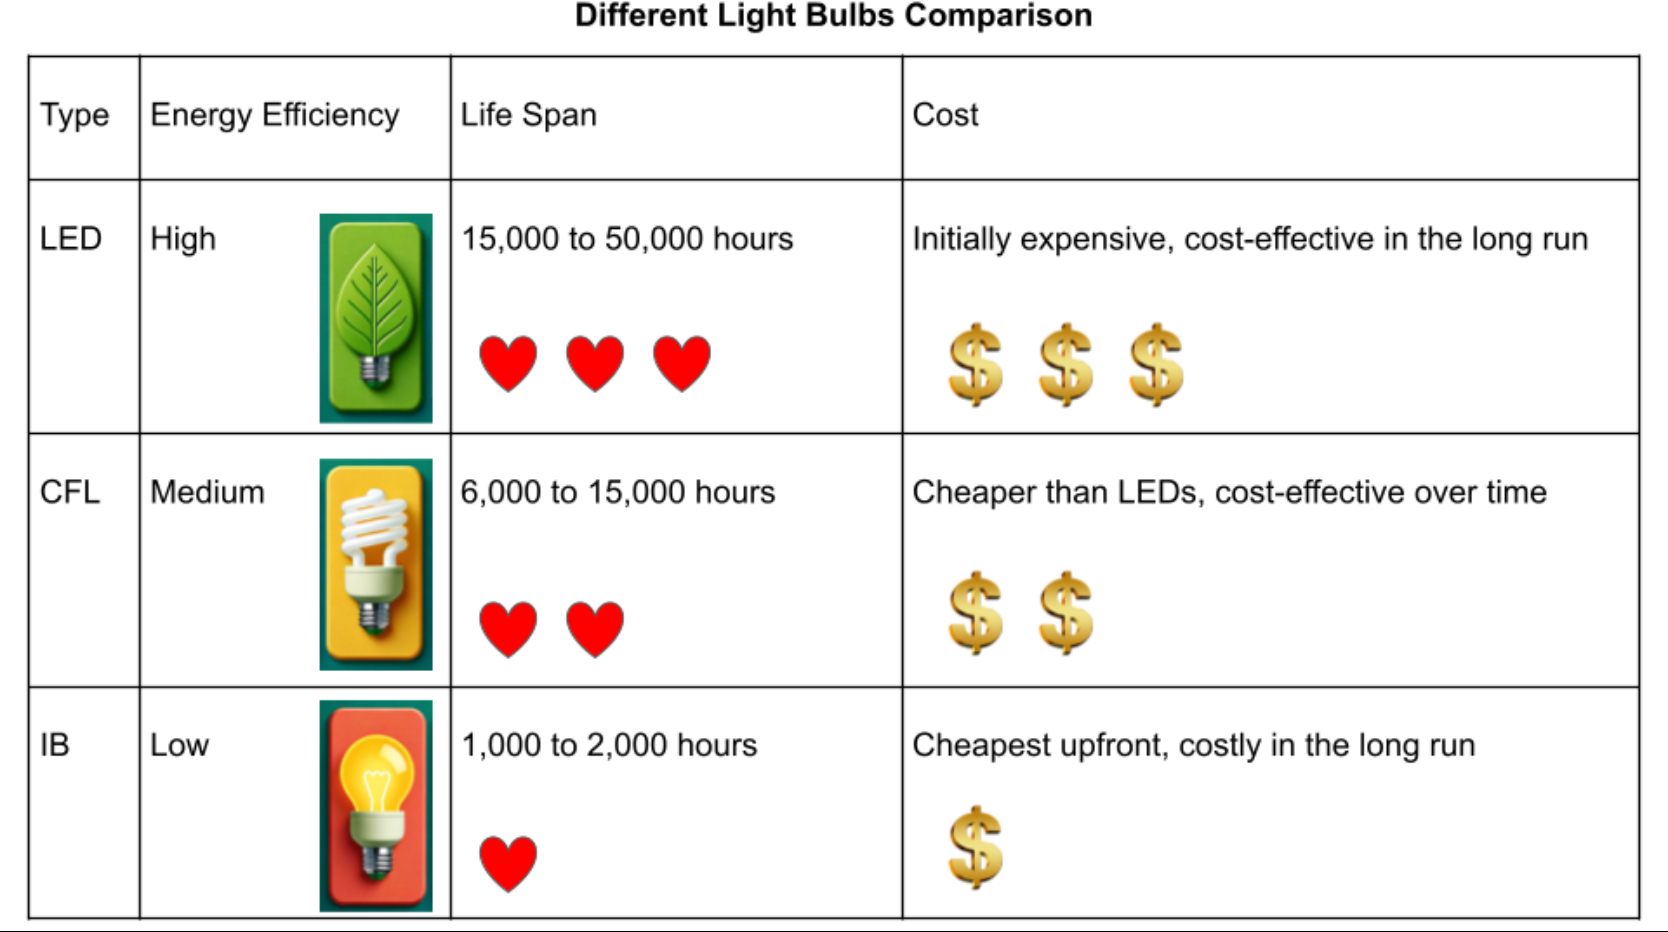 Different Light Bulbs Comparison
Type Energy Efficiency Life Span Cost
LED High 15,000 to 50,000 hours Initially expensive, cost-effective in the long run
$ $ $
CFL Medium 6,000 to 15,000 hours Cheaper than LEDs, cost-effective over time
$ $
IB Low 1,000 to 2,000 hours Cheapest upfront, costly in the long run
$